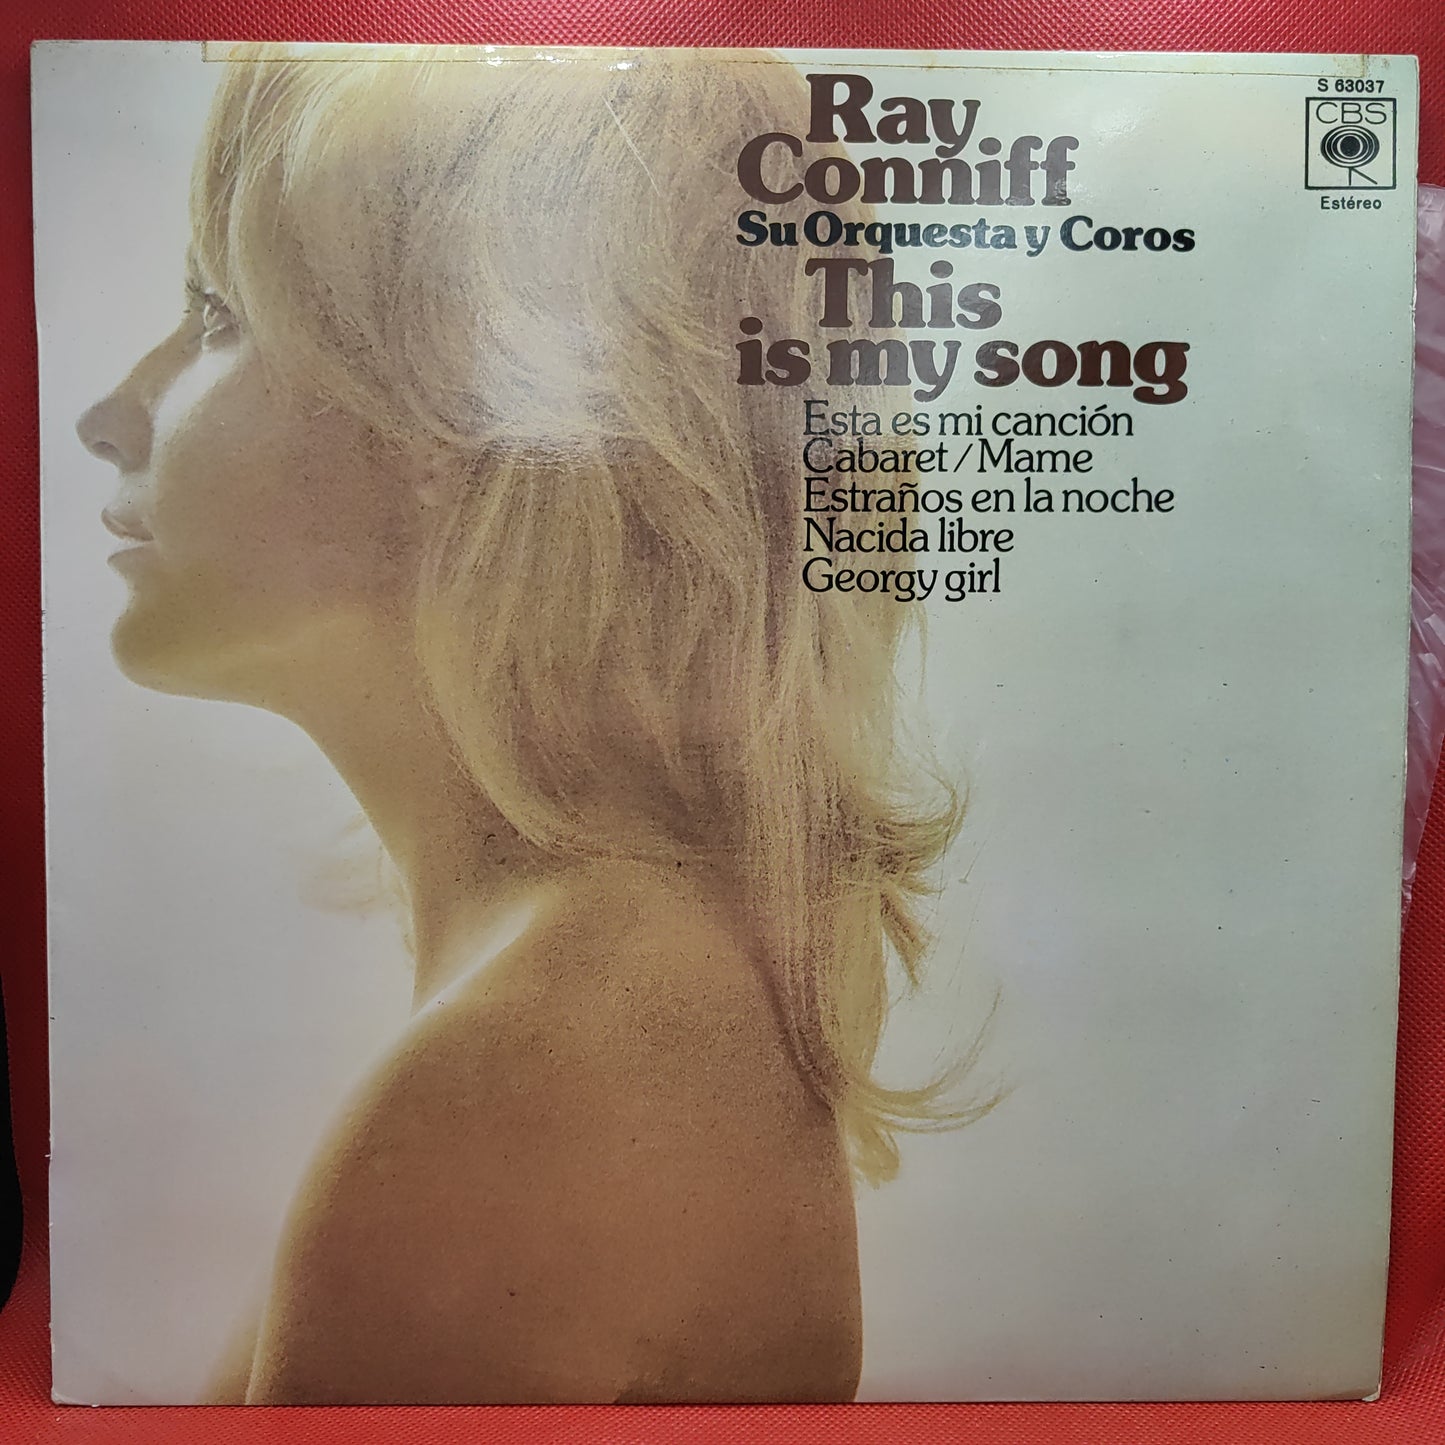 Ray
Conniff
Su Orquesta y Coros
This
is my song
Esta es mi canción
Cabaret / Mame
Estraños en la noche
Nacida libre
Georgy girl
S 63037
CBS
R
Estéreo